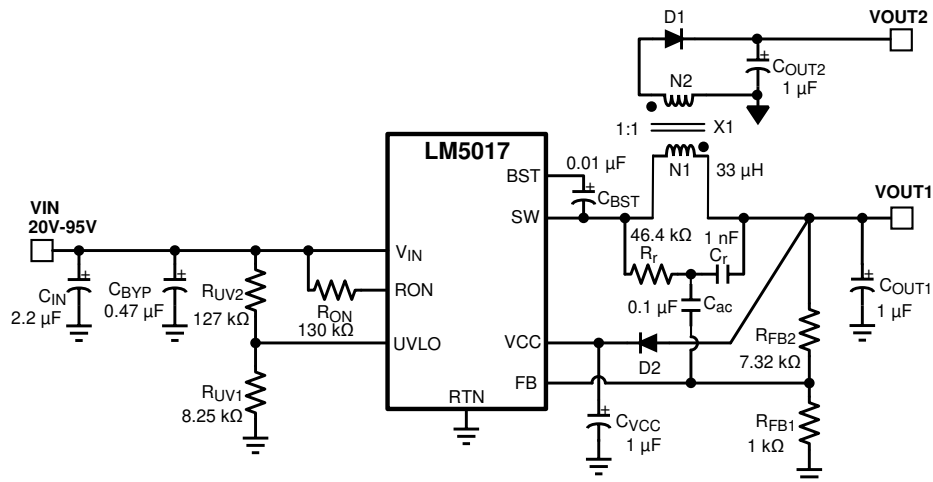 D1
VOUT2
+
COUT2
1 µF
N2
1:1
X1
LM5017
0.01 µF
N1
33 µH
BST
+
CBST
VOUT1
VIN
20V-95V
SW
46.4 kΩ
1 nF
Rr
Cr
VIN
+
CIN
2.2 µF
+
CBYP
0.47 µF
RUV2
127 kΩ
RON
RON
130 kΩ
0.1 µF
Cac
+
COUT1
1 µF
UVLO
VCC
D2
RFB2
7.32 kΩ
FB
RUV1
8.25 kΩ
RTN
+
CVCC
1 µF
RFB1
1 kΩ